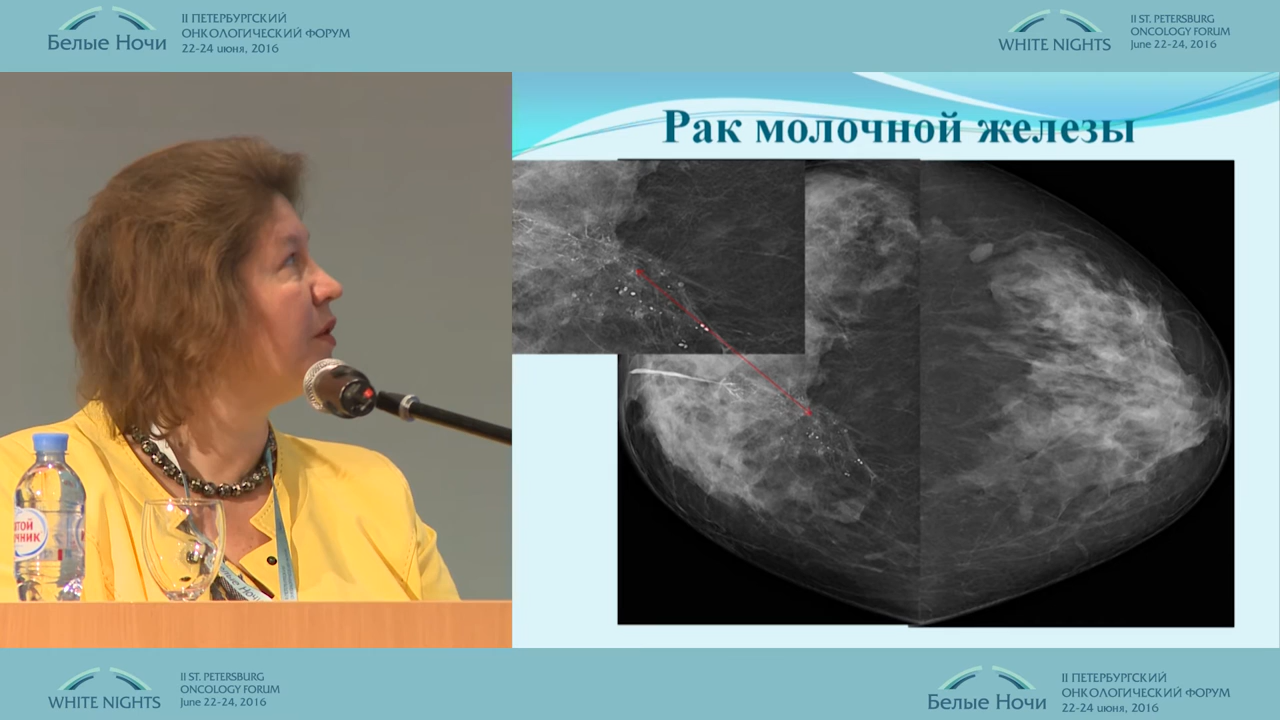 Белые Ночи
II ПЕТЕРБУРГСКИЙ
ОНКОЛОГИЧЕСКИЙ ФОРУМ
22-24 июня, 2016
WHITE NIGHTS
II ST. PETERSBURG
ONCOLOGY FORUM
June 22-24, 2016
Рак молочной железы
WHITE NIGHTS
II ST. PETERSBURG
ONCOLOGY FORUM
June 22-24, 2016
Белые Ночи
II ПЕТЕРБУРГСКИЙ
ОНКОЛОГИЧЕСКИЙ ФОРУМ
22-24 июня, 2016